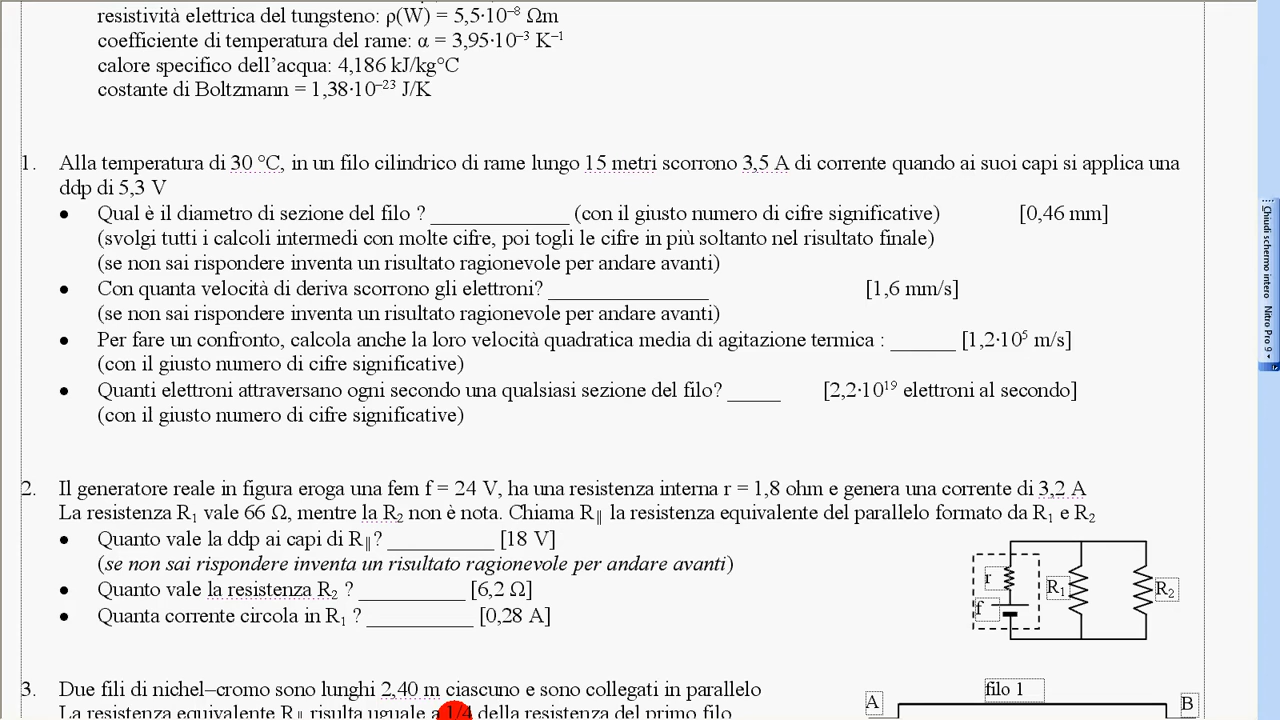 resistività elettrica del tungsteno: ρ(W) = 5,5·10⁻⁸ Ωm
coefficiente di temperatura del rame: α = 3,95·10⁻³ K⁻¹
calore specifico dell'acqua: 4,186 kJ/kg°C
costante di Boltzmann = 1,38·10⁻²³ J/K
1. Alla temperatura di 30 °C, in un filo cilindrico di rame lungo 15 metri scorrono 3,5 A di corrente quando ai suoi capi si applica una
ddp di 5,3 V
● Qual è il diametro di sezione del filo ? _____________ (con il giusto numero di cifre significative) [0,46 mm]
(svolgi tutti i calcoli intermedi con molte cifre, poi togli le cifre in più soltanto nel risultato finale)
(se non sai rispondere inventa un risultato ragionevole per andare avanti)
● Con quanta velocità di deriva scorrono gli elettroni? _______________ [1,6 mm/s]
(se non sai rispondere inventa un risultato ragionevole per andare avanti)
● Per fare un confronto, calcola anche la loro velocità quadratica media di agitazione termica : ______ [1,2·10⁵ m/s]
(con il giusto numero di cifre significative)
● Quanti elettroni attraversano ogni secondo una qualsiasi sezione del filo? _____ [2,2·10¹⁹ elettroni al secondo]
(con il giusto numero di cifre significative)
2. Il generatore reale in figura eroga una fem f = 24 V, ha una resistenza interna r = 1,8 ohm e genera una corrente di 3,2 A
La resistenza R₁ vale 66 Ω, mentre la R₂ non è nota. Chiama R∥ la resistenza equivalente del parallelo formato da R₁ e R₂
● Quanto vale la ddp ai capi di R∥? __________ [18 V]
(se non sai rispondere inventa un risultato ragionevole per andare avanti)
● Quanto vale la resistenza R₂ ? __________ [6,2 Ω]
● Quanta corrente circola in R₁ ? __________ [0,28 A]
r
R₁
R₂
f
3. Due fili di nichel–cromo sono lunghi 2,40 m ciascuno e sono collegati in parallelo
La resistenza equivalente R∥ risulta uguale a 1/4 della resistenza del primo filo
filo 1
A
B
Chiudi schermo intero Nitro Pro 9